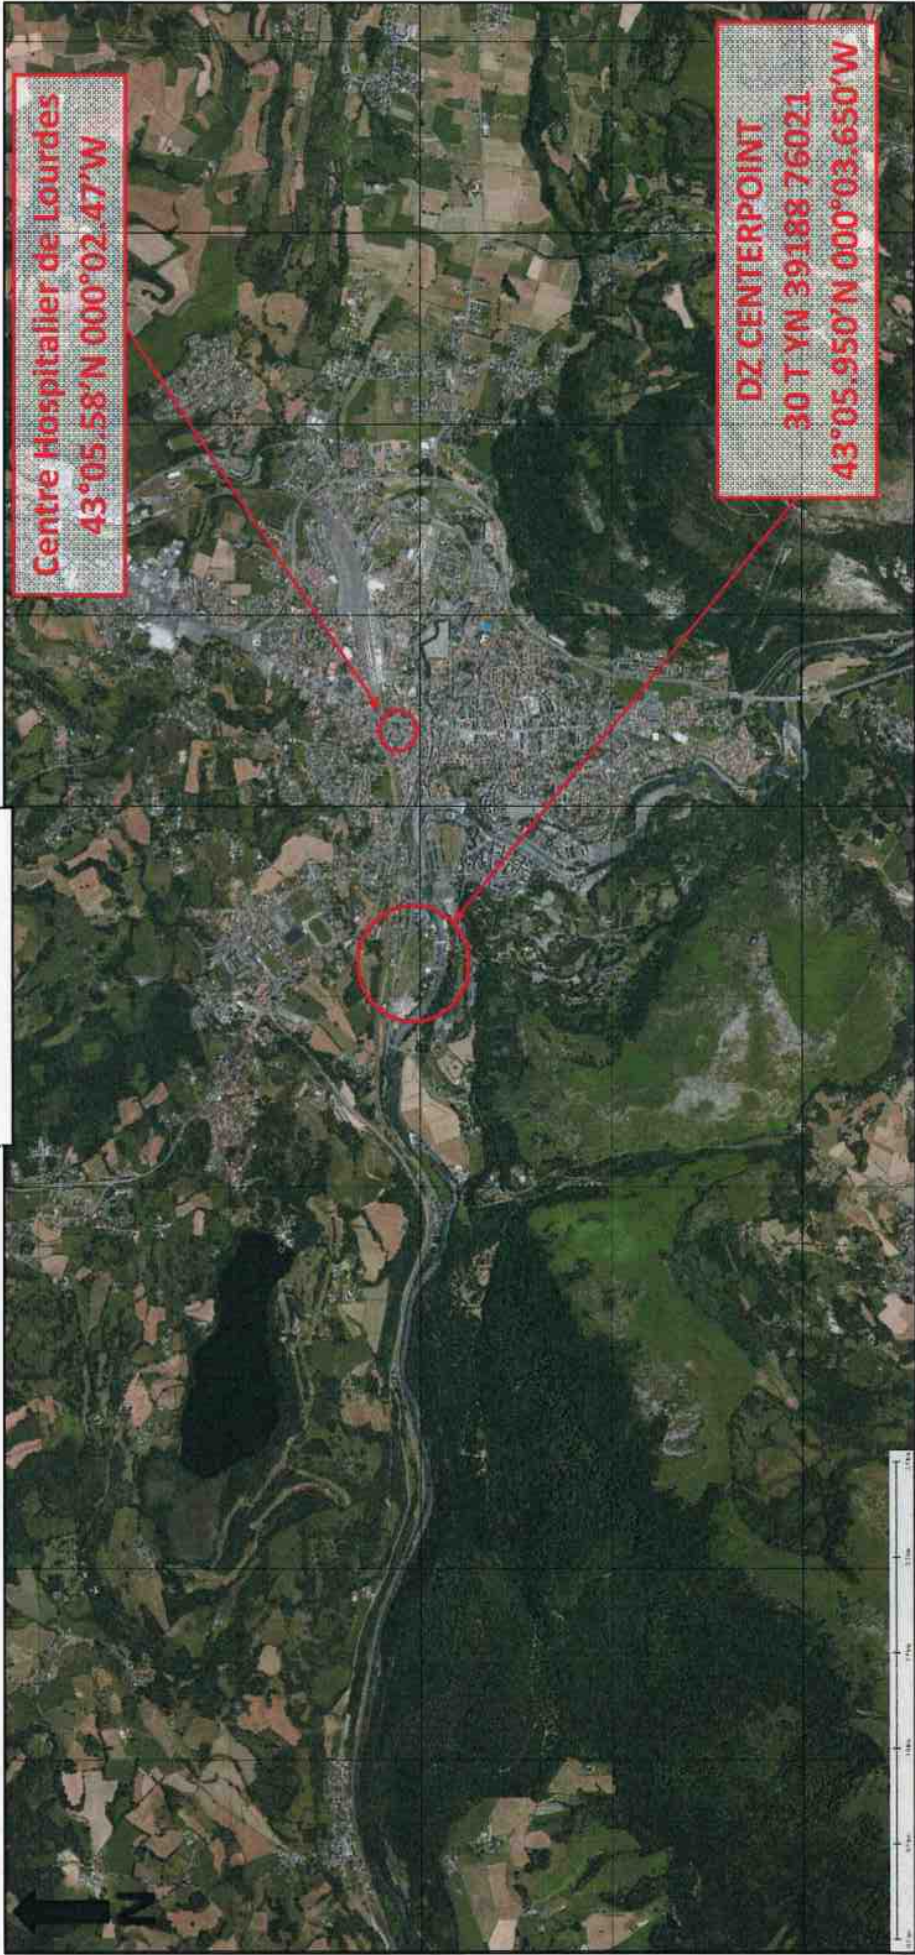 Centre Hospitalier de Lourdes
43°05.58'N 000°02.47'W
DZ CENTERPOINT
30 T YN 39188 76021
43°05.950'N 000°03.650'W
N